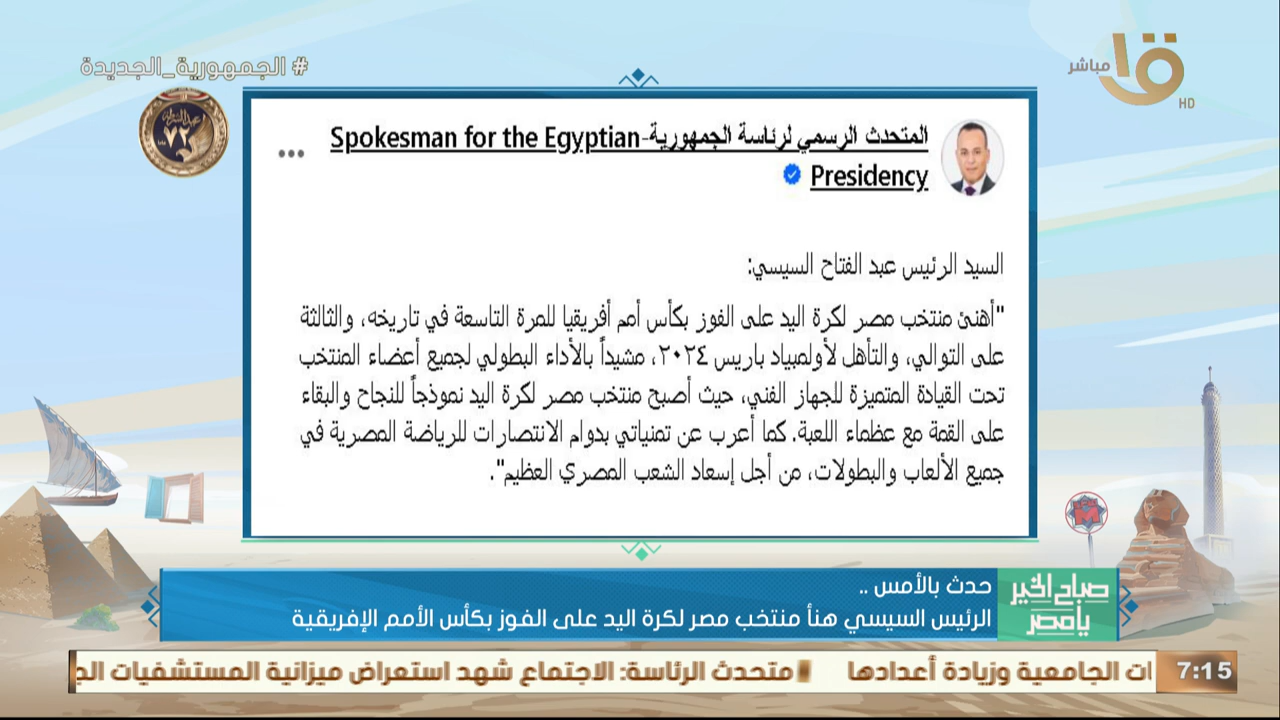 # الجمهورية_الجديدة
مباشر
HD
عيد الشرطة
٧٢
المتحدث الرسمي لرئاسة الجمهورية-Spokesman for the Egyptian
Presidency
السيد الرئيس عبد الفتاح السيسي:
"أهنئ منتخب مصر لكرة اليد على الفوز بكأس أمم أفريقيا للمرة التاسعة في تاريخه، والثالثة
على التوالي، والتأهل لأولمبياد باريس ٢٠٢٤، مشيداً بالأداء البطولي لجميع أعضاء المنتخب
تحت القيادة المتميزة للجهاز الفني، حيث أصبح منتخب مصر لكرة اليد نموذجاً للنجاح والبقاء
على القمة مع عظماء اللعبة. كما أعرب عن تمنياتي بدوام الانتصارات للرياضة المصرية في
جميع الألعاب والبطولات، من أجل إسعاد الشعب المصري العظيم".
M
صباح الخير
يا مصر
حدث بالأمس ..
الرئيس السيسي هنأ منتخب مصر لكرة اليد على الفوز بكأس الأمم الإفريقية
7:15
ات الجامعية وزيادة أعدادها متحدث الرئاسة: الاجتماع شهد استعراض ميزانية المستشفيات الج